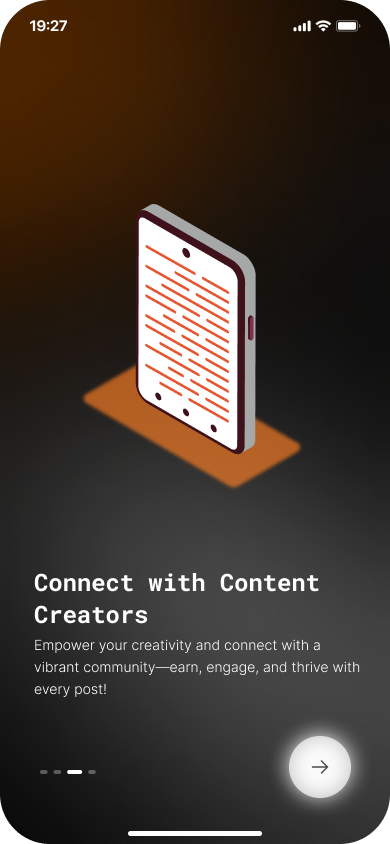 19:27
Connect with Content
Creators
Empower your creativity and connect with a
vibrant community—earn, engage, and thrive with
every post!